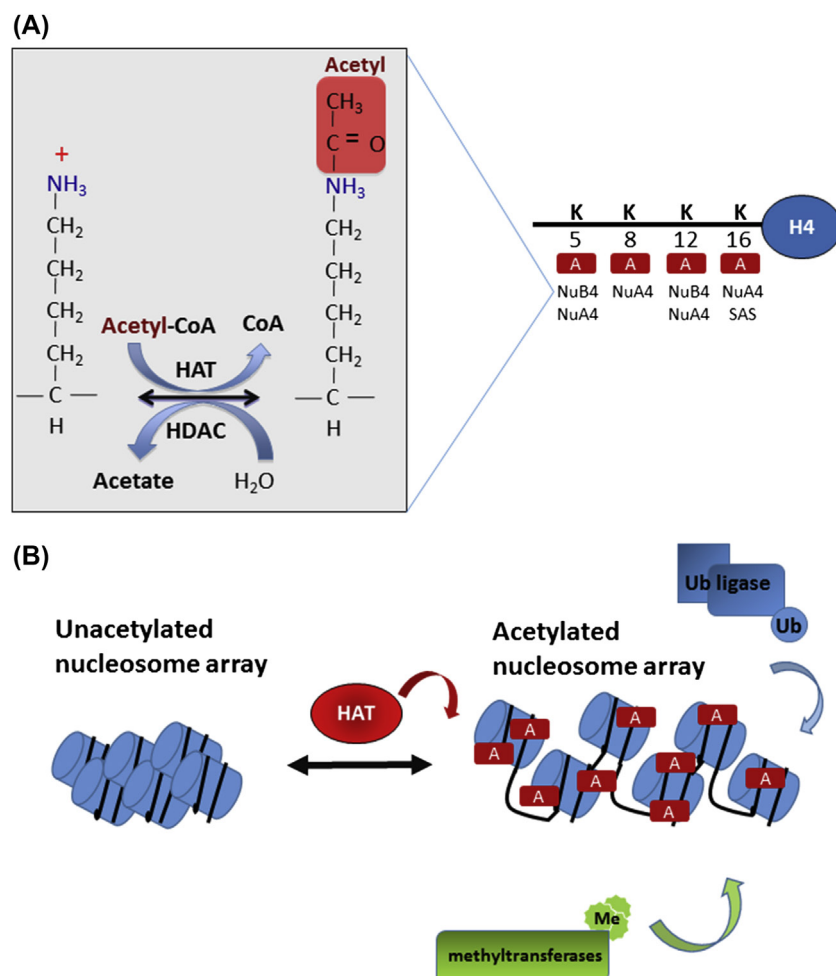 (A)
Acetyl
CH₃
C = O
NH₃
CH₂
CH₂
CH₂
CH₂
C
H
+
NH₃
CH₂
CH₂
CH₂
CH₂
C
H
Acetyl-CoA CoA
HAT
HDAC
Acetate H₂O
K K K K H4
5 8 12 16
A A A A
NuB4 NuA4 NuB4 NuA4
NuA4 NuA4 SAS
(B)
Ub ligase
Ub
Unacetylated
nucleosome array
Acetylated
nucleosome array
HAT
A A A
A A
A A A
A
Me
methyltransferases